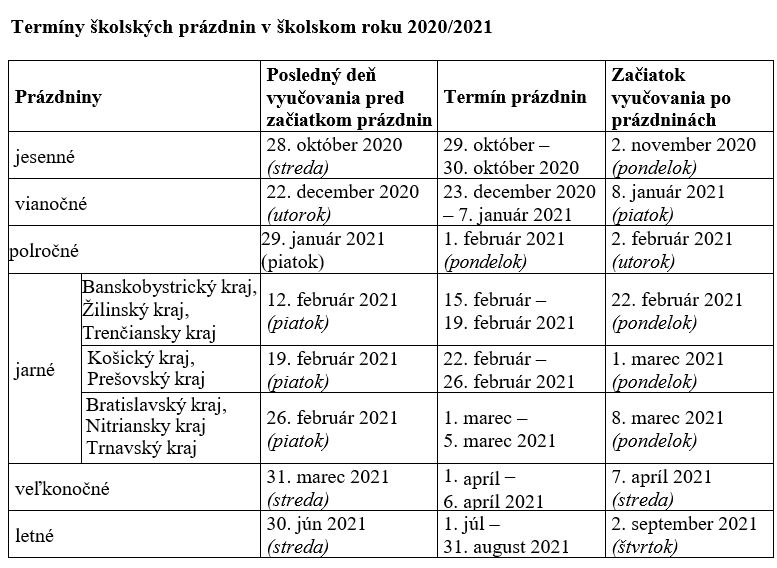 Termíny školských prázdnin v školskom roku 2020/2021
Prázdniny
Posledný deň
vyučovania pred
začiatkom prázdnin
Termín prázdnin
Začiatok
vyučovania po
prázdninách
jesenné
28. október 2020
(streda)
29. október –
30. október 2020
2. november 2020
(pondelok)
vianočné
22. december 2020
(utorok)
23. december 2020
– 7. január 2021
8. január 2021
(piatok)
polročné
29. január 2021
(piatok)
1. február 2021
(pondelok)
2. február 2021
(utorok)
jarné
Banskobystrický kraj,
Žilinský kraj,
Trenčiansky kraj
12. február 2021
(piatok)
15. február –
19. február 2021
22. február 2021
(pondelok)
Košický kraj,
Prešovský kraj
19. február 2021
(piatok)
22. február –
26. február 2021
1. marec 2021
(pondelok)
Bratislavský kraj,
Nitriansky kraj
Trnavský kraj
26. február 2021
(piatok)
1. marec –
5. marec 2021
8. marec 2021
(pondelok)
veľkonočné
31. marec 2021
(streda)
1. apríl –
6. apríl 2021
7. apríl 2021
(streda)
letné
30. jún 2021
(streda)
1. júl –
31. august 2021
2. september 2021
(štvrtok)